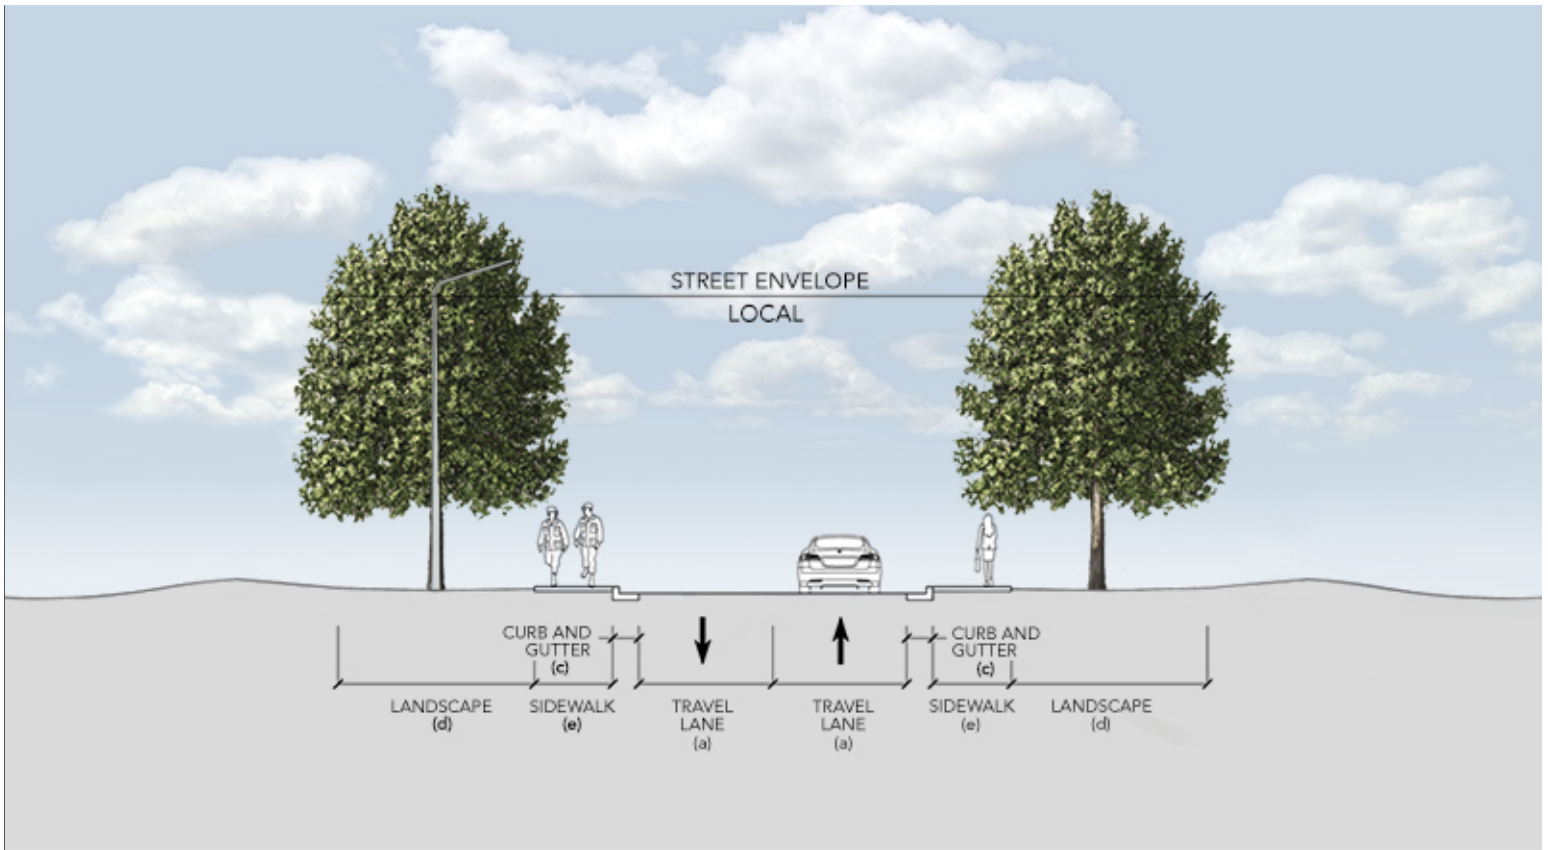 STREET ENVELOPE
LOCAL
CURB AND
GUTTER
(c)
CURB AND
GUTTER
(c)
LANDSCAPE
(d)
SIDEWALK
(e)
TRAVEL
LANE
(a)
TRAVEL
LANE
(a)
SIDEWALK
(e)
LANDSCAPE
(d)